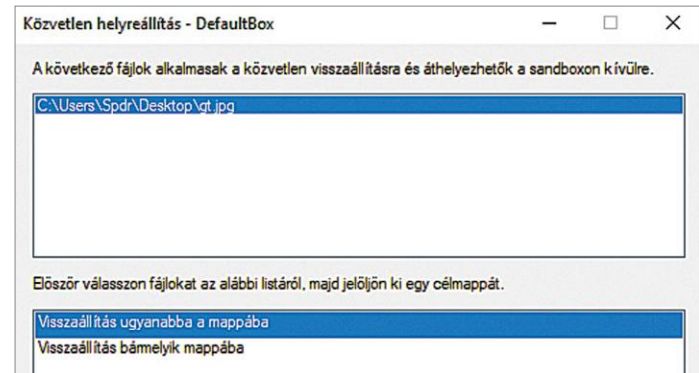 Közvetlen helyreállítás - DefaultBox
A következő fájlok alkalmasak a közvetlen visszaállításra és áthelyezhetők a sandboxon kívülre.
C:\Users\Spdr\Desktop\gt.jpg
Először válasszon fájlokat az alábbi listáról, majd jelöljön ki egy célmappát.
Visszaállítás ugyanabba a mappába
Visszaállítás bármelyik mappába